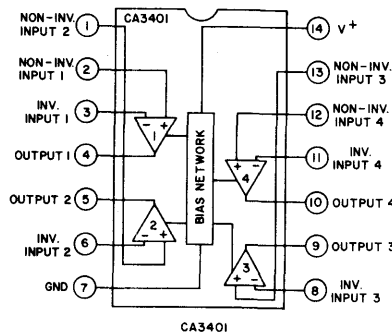 CA3401
NON-INV.
INPUT 2
1
NON-INV.
INPUT 1
2
INV.
INPUT 1
3
OUTPUT 1
4
OUTPUT 2
5
INV.
INPUT 2
6
GND
7
14
V+
13
NON-INV.
INPUT 3
12
NON-INV.
INPUT 4
11
INV.
INPUT 4
10
OUTPUT 4
9
OUTPUT 3
8
INV.
INPUT 3
- +
1
- +
2
BIAS NETWORK
+ -
4
+ -
3
CA3401